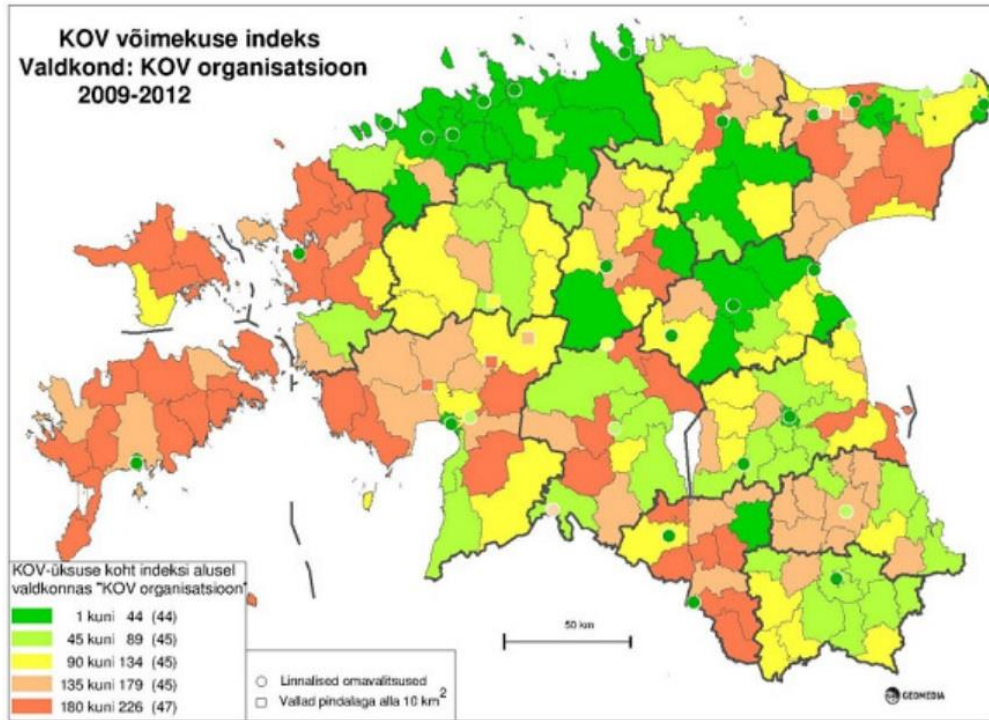 KOV võimekuse indeks
Valdkond: KOV organisatsioon
2009-2012
KOV-üksuse koht indeksi alusel
valdkonnas "KOV organisatsioon"
1 kuni 44 (44)
45 kuni 89 (45)
90 kuni 134 (45)
135 kuni 179 (45)
180 kuni 226 (47)
Linnalised omavalitsused
Vallad pindalaga alla 10 km²
50 km
GEOMEDIA